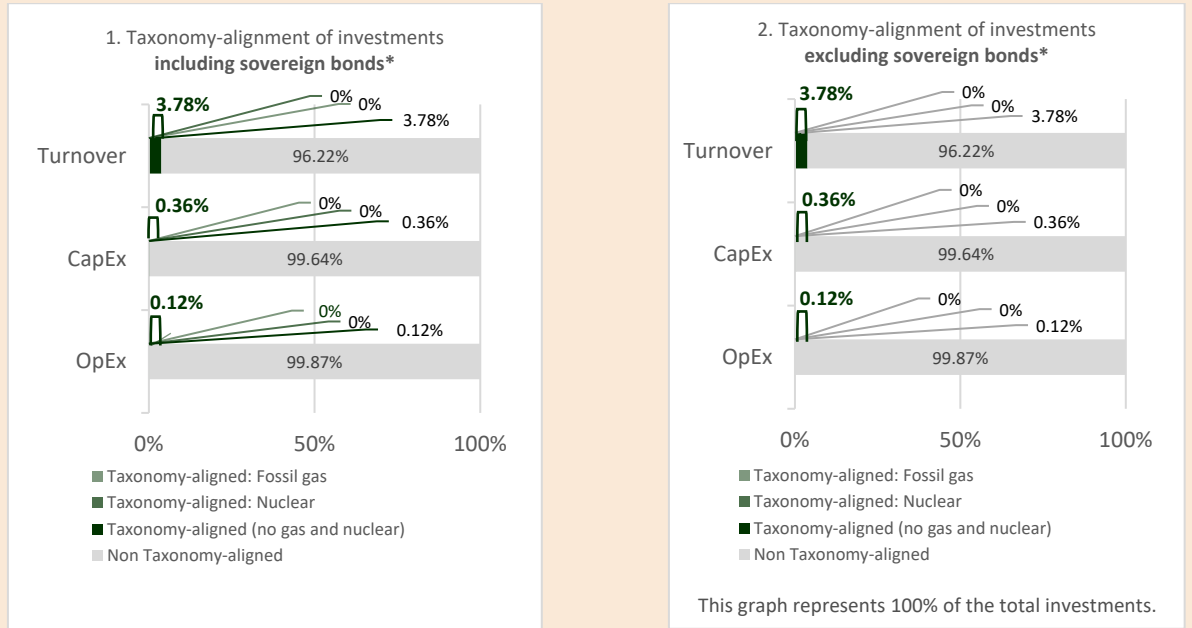 1. Taxonomy-alignment of investments
including sovereign bonds*
3.78%
0%
0%
3.78%
Turnover
96.22%
0.36%
0%
0%
0.36%
CapEx
99.64%
0.12%
0%
0%
0.12%
OpEx
99.87%
0% 50% 100%
Taxonomy-aligned: Fossil gas
Taxonomy-aligned: Nuclear
Taxonomy-aligned (no gas and nuclear)
Non Taxonomy-aligned
2. Taxonomy-alignment of investments
excluding sovereign bonds*
3.78%
0%
0%
3.78%
Turnover
96.22%
0.36%
0%
0%
0.36%
CapEx
99.64%
0.12%
0%
0%
0.12%
OpEx
99.87%
0% 50% 100%
Taxonomy-aligned: Fossil gas
Taxonomy-aligned: Nuclear
Taxonomy-aligned (no gas and nuclear)
Non Taxonomy-aligned
This graph represents 100% of the total investments.